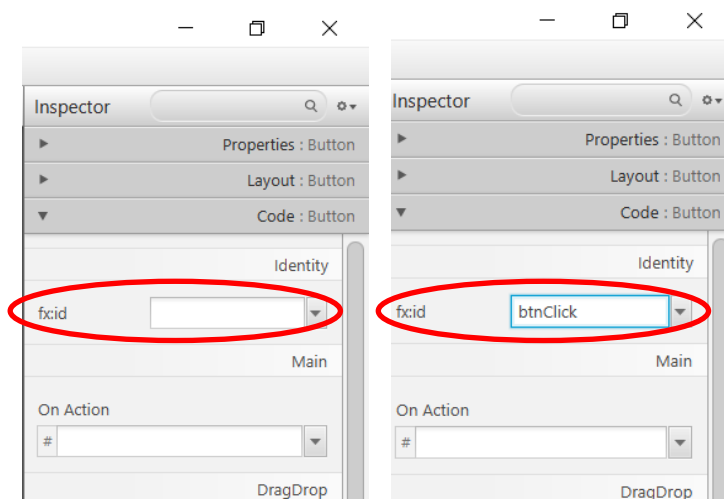 Inspector
Properties : Button
Layout : Button
Code : Button
Identity
fx:id
Main
On Action
#
DragDrop
Inspector
Properties : Button
Layout : Button
Code : Button
Identity
fx:id btnClick
Main
On Action
#
DragDrop